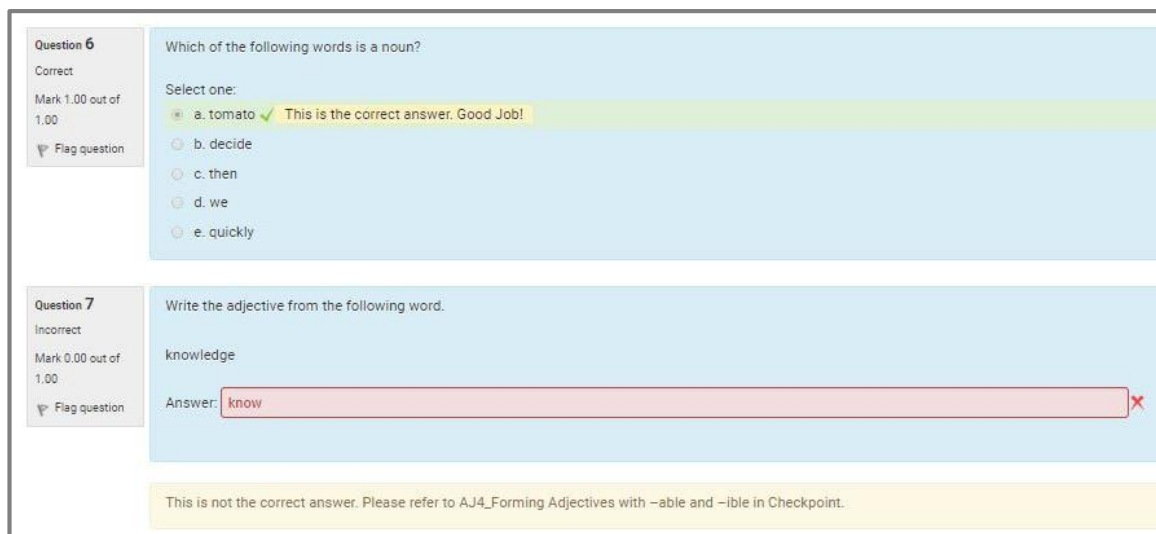 Question 6
Correct
Mark 1.00 out of
1.00
Flag question
Which of the following words is a noun?
Select one:
a. tomato ✓ This is the correct answer. Good Job!
b. decide
c. then
d. we
e. quickly
Question 7
Incorrect
Mark 0.00 out of
1.00
Flag question
Write the adjective from the following word.
knowledge
Answer: know
This is not the correct answer. Please refer to AJ4_Forming Adjectives with –able and –ible in Checkpoint.